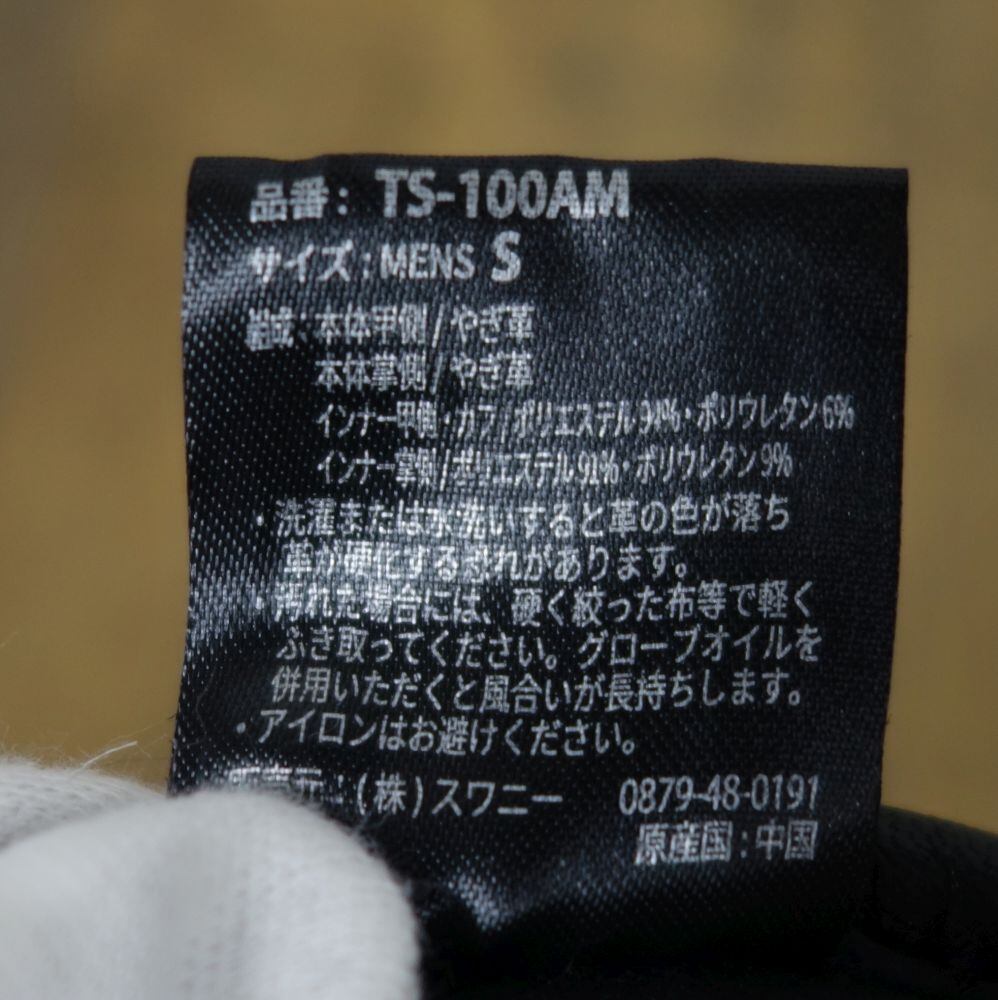 品番： TS-100AM
サイズ：MENS S
組成：本体甲側/やぎ革
本体掌側/やぎ革
インナー甲側・カフ/ポリエステル94%・ポリウレタン6%
インナー掌側/ポリエステル91%・ポリウレタン9%
・洗濯または水洗いすると革の色が落ち
革が硬化するおそれがあります。
・汚れた場合には、硬く絞った布等で軽く
ふき取ってください。グローブオイルを
併用いただくと風合いが長持ちします。
・アイロンはお避けください。
販売元：(株)スワニー 0879-48-0191
原産国：中国